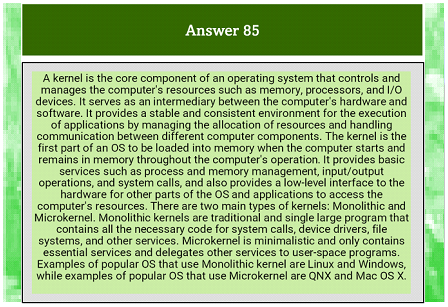 Answer 85
A kernel is the core component of an operating system that controls and
manages the computer's resources such as memory, processors, and I/O
devices. It serves as an intermediary between the computer's hardware and
software. It provides a stable and consistent environment for the execution
of applications by managing the allocation of resources and handling
communication between different computer components. The kernel is the
first part of an OS to be loaded into memory when the computer starts and
remains in memory throughout the computer's operation. It provides basic
services such as process and memory management, input/output
operations, and system calls, and also provides a low-level interface to the
hardware for other parts of the OS and applications to access the
computer's resources. There are two main types of kernels: Monolithic and
Microkernel. Monolithic kernels are traditional and single large program that
contains all the necessary code for system calls, device drivers, file
systems, and other services. Microkernel is minimalistic and only contains
essential services and delegates other services to user-space programs.
Examples of popular OS that use Monolithic kernel are Linux and Windows,
while examples of popular OS that use Microkernel are QNX and Mac OS X.